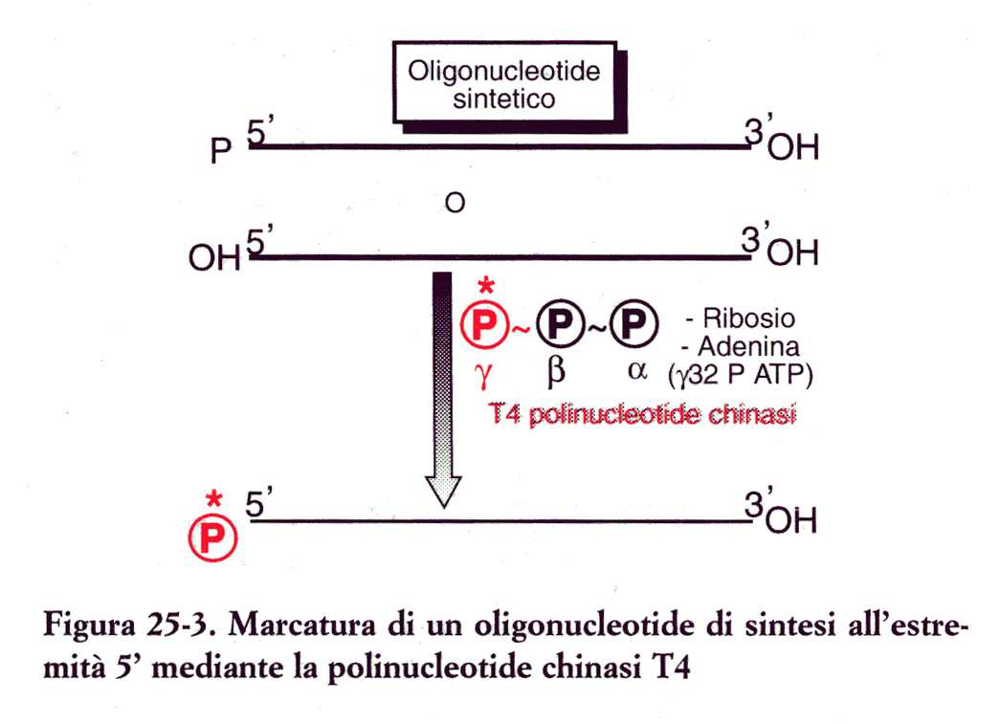 Oligonucleotide
sintetico
P 5’ 3’OH
O
OH 5’ 3’OH
*
P ~ P ~ P - Ribosio
- Adenina
γ β α (γ32 P ATP)
T4 polinucleotide chinasi
* 5’ 3’OH
P
Figura 25-3. Marcatura di un oligonucleotide di sintesi all’estre-
mità 5’ mediante la polinucleotide chinasi T4